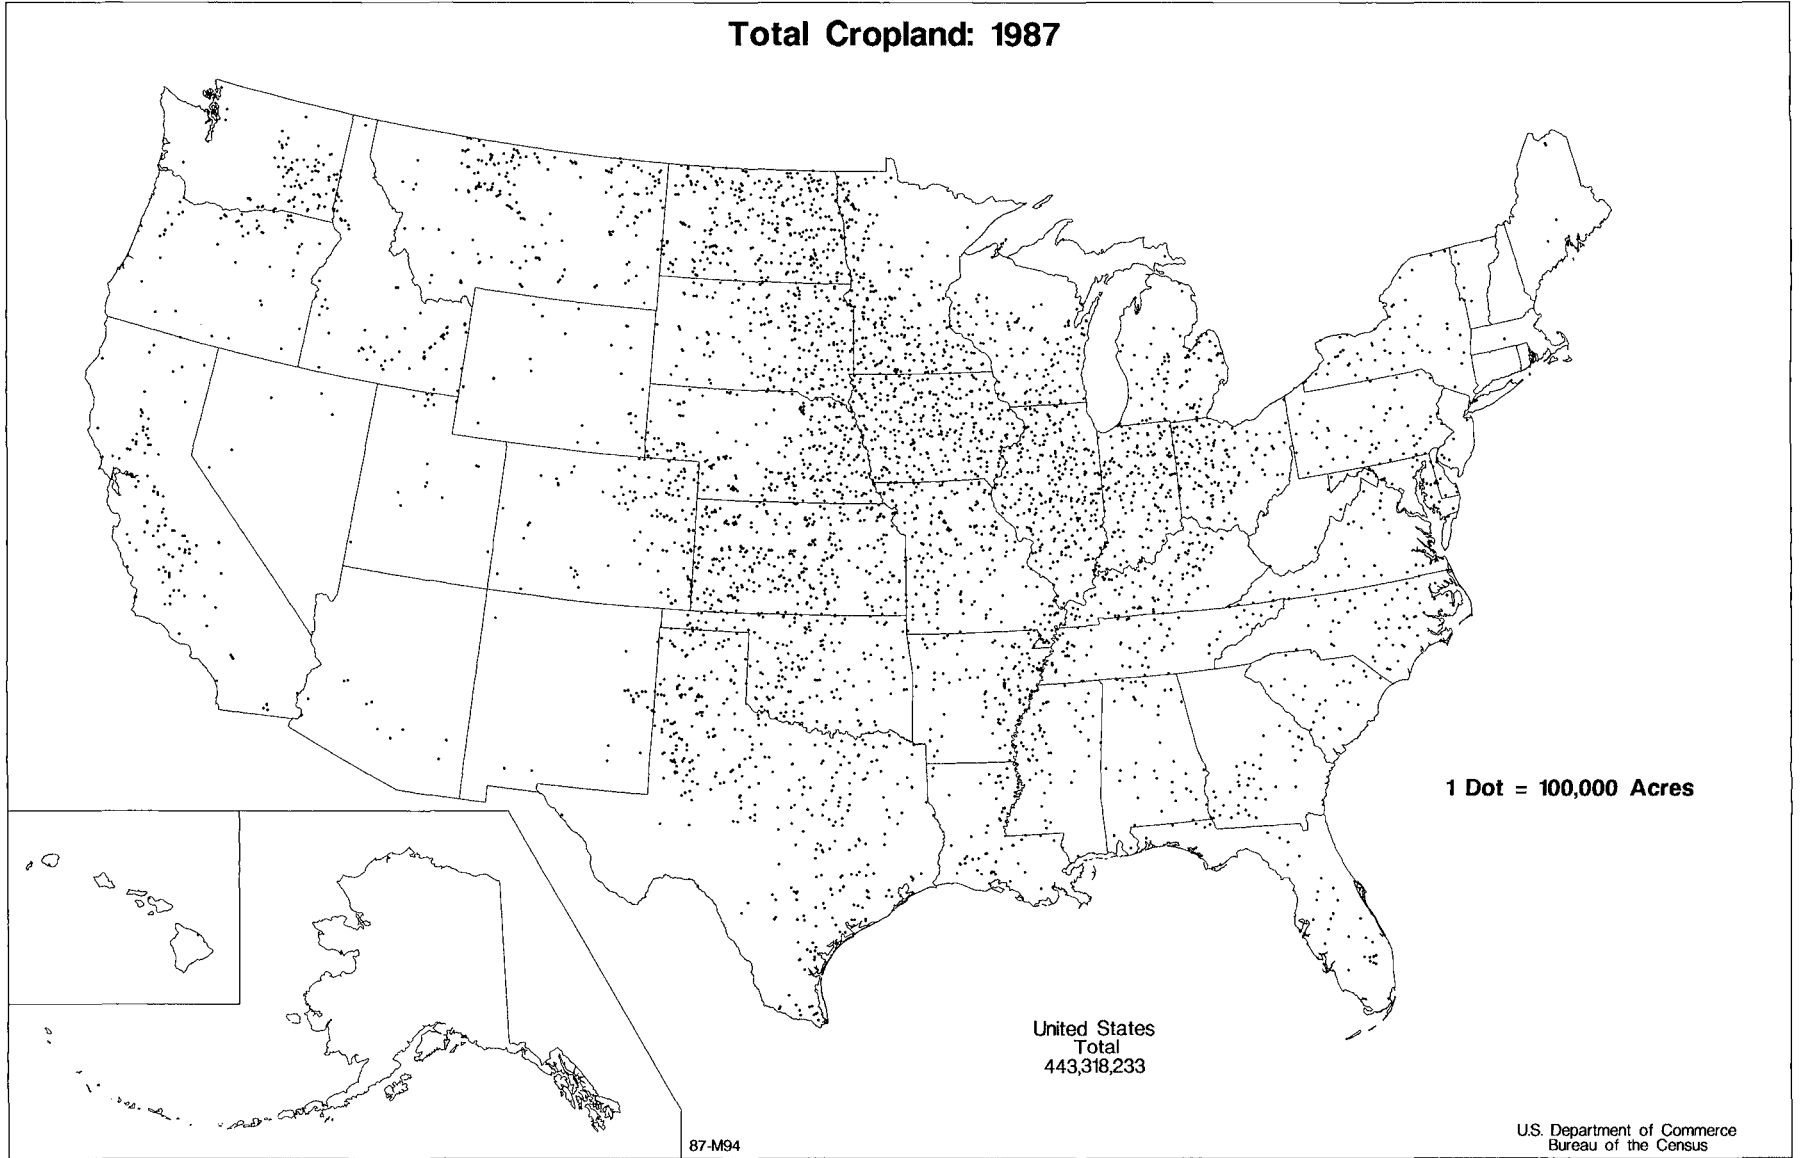 Total Cropland: 1987
1 Dot = 100,000 Acres
United States
Total
443,318,233
87-M94
U.S. Department of Commerce
Bureau of the Census